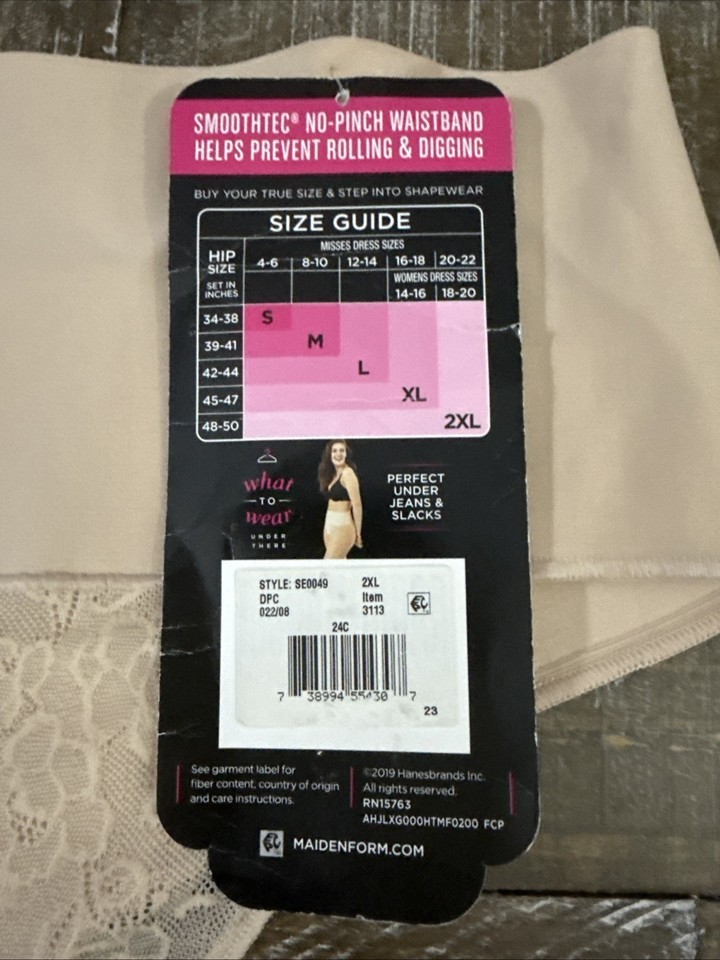 SMOOTHTEC® NO-PINCH WAISTBAND
HELPS PREVENT ROLLING & DIGGING
BUY YOUR TRUE SIZE & STEP INTO SHAPEWEAR
SIZE GUIDE
HIP SIZE
SET IN INCHES
MISSES DRESS SIZES
4-6 8-10 12-14 16-18 20-22
WOMENS DRESS SIZES
14-16 18-20
34-38 S
39-41 M
42-44 L
45-47 XL
48-50 2XL
what
TO
wear
UNDER
THERE
PERFECT
UNDER
JEANS &
SLACKS
STYLE: SE0049 2XL
DPC Item
022/08 3113
24C
7 38994 55430 7
23
See garment label for
fiber content, country of origin
and care instructions.
©2019 Hanesbrands Inc.
All rights reserved.
RN15763
AHJLXG000HTMF0200 FCP
MAIDENFORM.COM